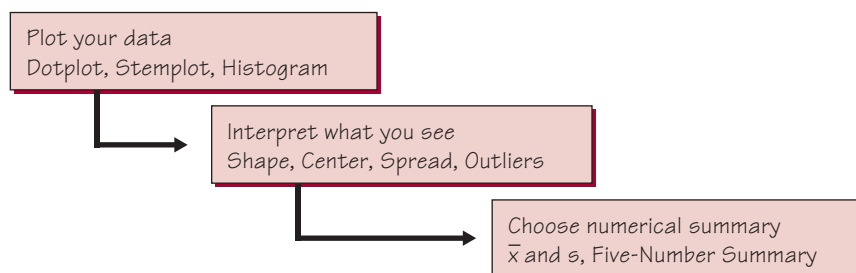 Plot your data
Dotplot, Stemplot, Histogram
Interpret what you see
Shape, Center, Spread, Outliers
Choose numerical summary
x̅ and s, Five-Number Summary